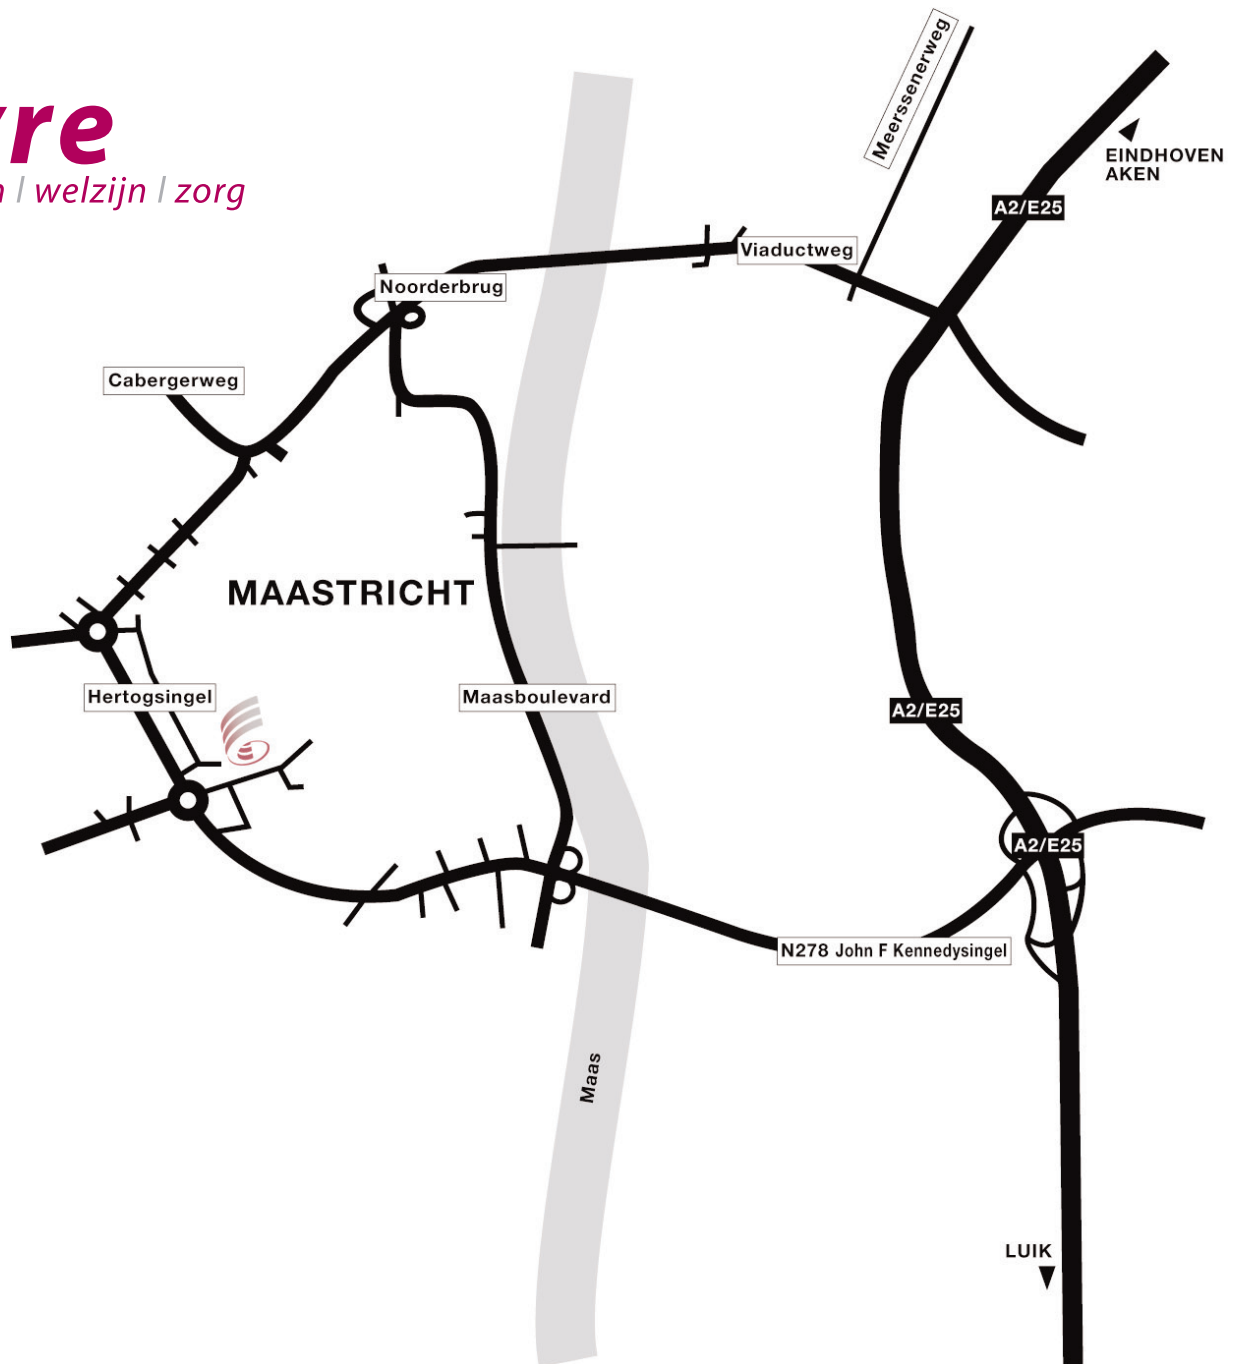 Meerssenerweg
EINDHOVEN
AKEN
welzijn | zorg
A2/E25
Viaductweg
Noorderbrug
Cabergerweg
MAASTRICHT
Hertogsingel
Maasboulevard
A2/E25
A2/E25
N278 John F Kennedysingel
Maas
LUIK